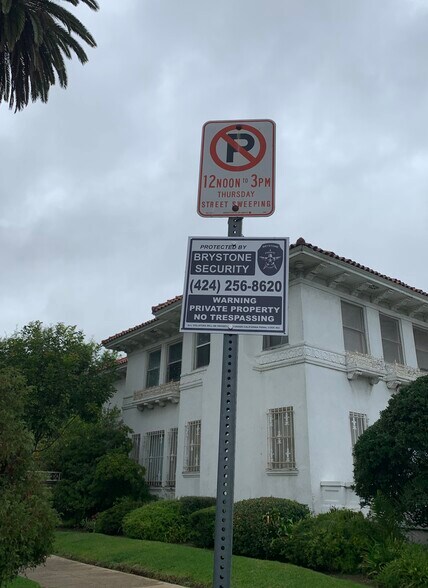 P
12NOON TO 3PM
THURSDAY
STREET SWEEPING
PROTECTED BY
BRYSTONE
SECURITY
(424) 256-8620
WARNING
PRIVATE PROPERTY
NO TRESPASSING